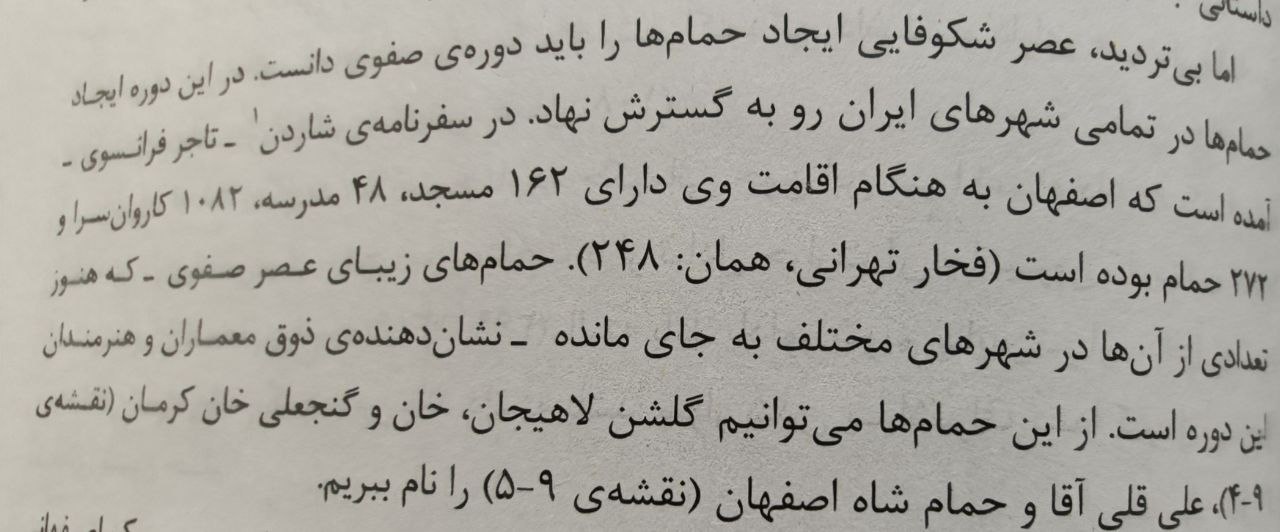 داستانی
اما بی‌تردید، عصر شکوفایی ایجاد حمام‌ها را باید دوره‌ی صفوی دانست. در این دوره ایجاد
حمام‌ها در تمامی شهرهای ایران رو به گسترش نهاد. در سفرنامه‌ی شاردن۱ ـ تاجر فرانسوی ـ
آمده است که اصفهان به هنگام اقامت وی دارای ۱۶۲ مسجد، ۴۸ مدرسه، ۱۰۸۲ کاروان‌سرا و
۲۷۲ حمام بوده است (فخار تهرانی، همان: ۲۴۸). حمام‌های زیبای عصر صفوی ـ که هنوز
تعدادی از آن‌ها در شهرهای مختلف به جای مانده ـ نشان‌دهنده‌ی ذوق معماران و هنرمندان
این دوره است. از این حمام‌ها می‌توانیم گلشن لاهیجان، خان و گنجعلی خان کرمان (نقشه‌ی
۹-۴)، علی قلی آقا و حمام شاه اصفهان (نقشه‌ی ۹-۵) را نام ببریم.